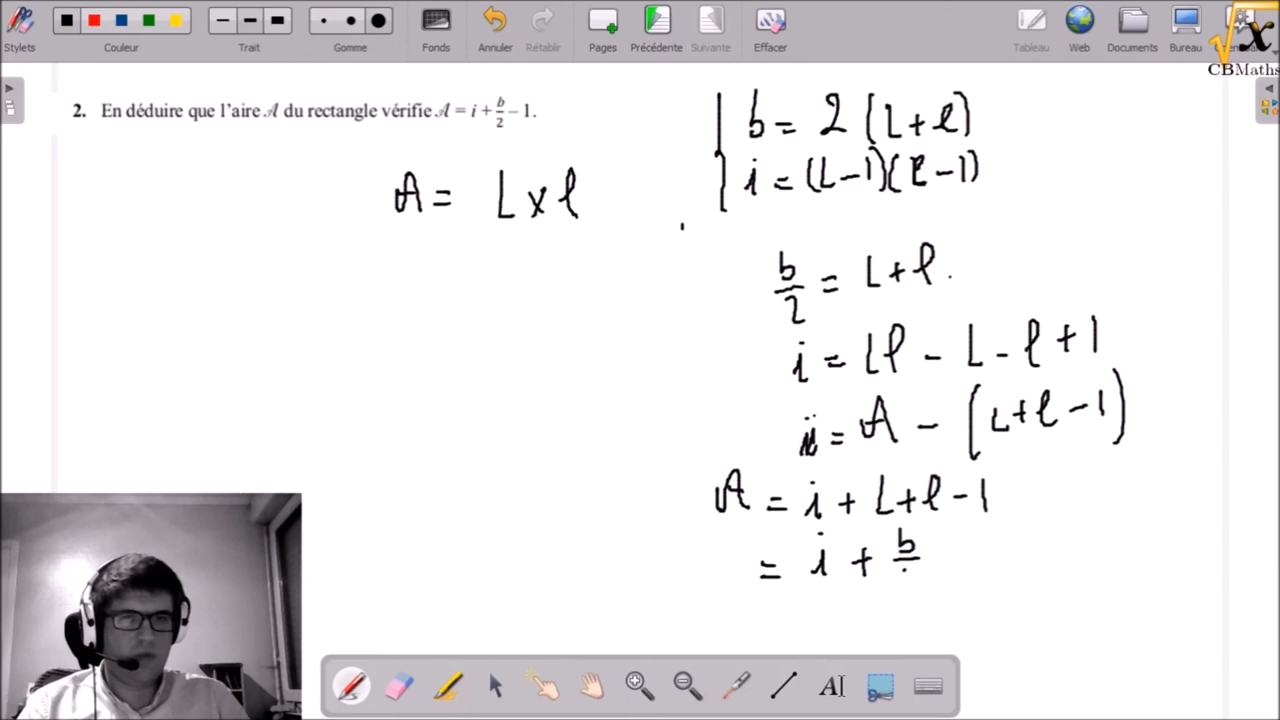 Stylets
Couleur
Trait
Gomme
Fonds
Annuler
Rétablir
Pages
Précédente
Suivante
Effacer
Tableau
Web
Documents
Bureau
CBMaths
2. En déduire que l'aire 𝒜 du rectangle vérifie 𝒜 = i + b/2 − 1.
b = 2 (L+ℓ)
i = (L−1)(ℓ−1)
A = L x ℓ
b/2 = L+ℓ.
i = Lℓ − L − ℓ + 1
i = A − (L+ℓ−1)
A = i + L+ℓ−1
= i + b
AI